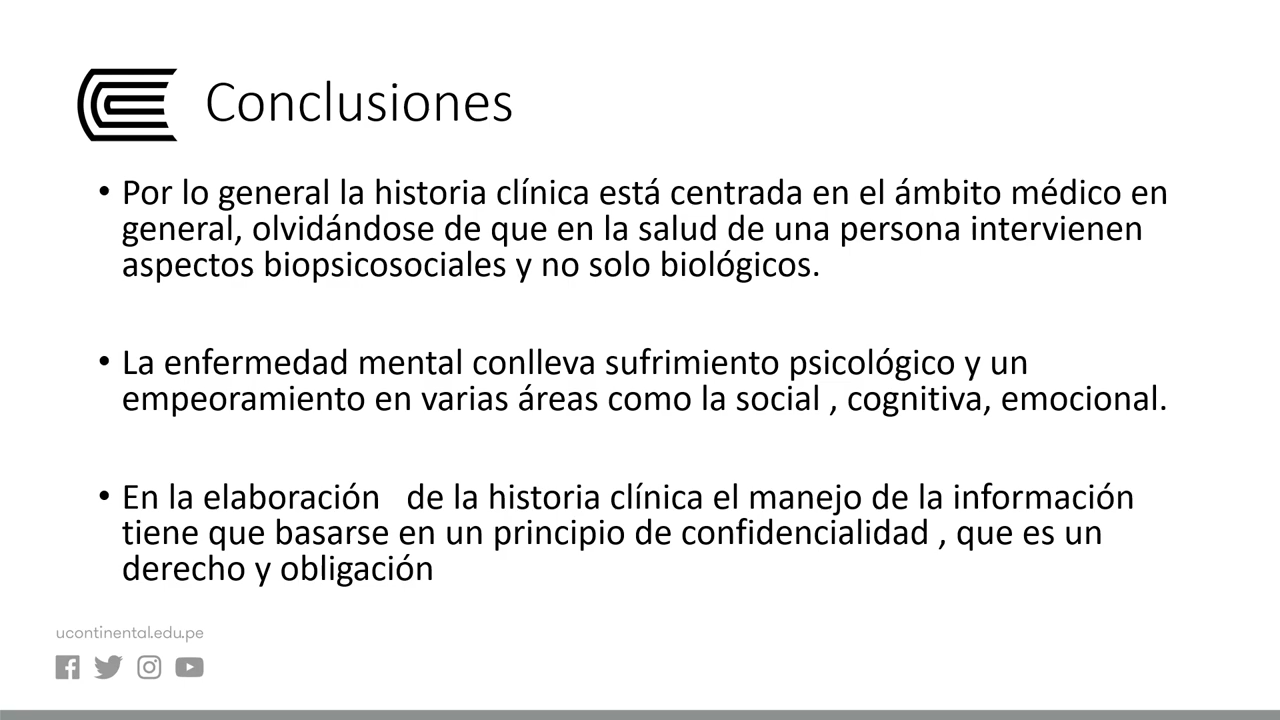 Conclusiones
• Por lo general la historia clínica está centrada en el ámbito médico en
general, olvidándose de que en la salud de una persona intervienen
aspectos biopsicosociales y no solo biológicos.
• La enfermedad mental conlleva sufrimiento psicológico y un
empeoramiento en varias áreas como la social , cognitiva, emocional.
• En la elaboración   de la historia clínica el manejo de la información
tiene que basarse en un principio de confidencialidad , que es un
derecho y obligación
ucontinental.edu.pe